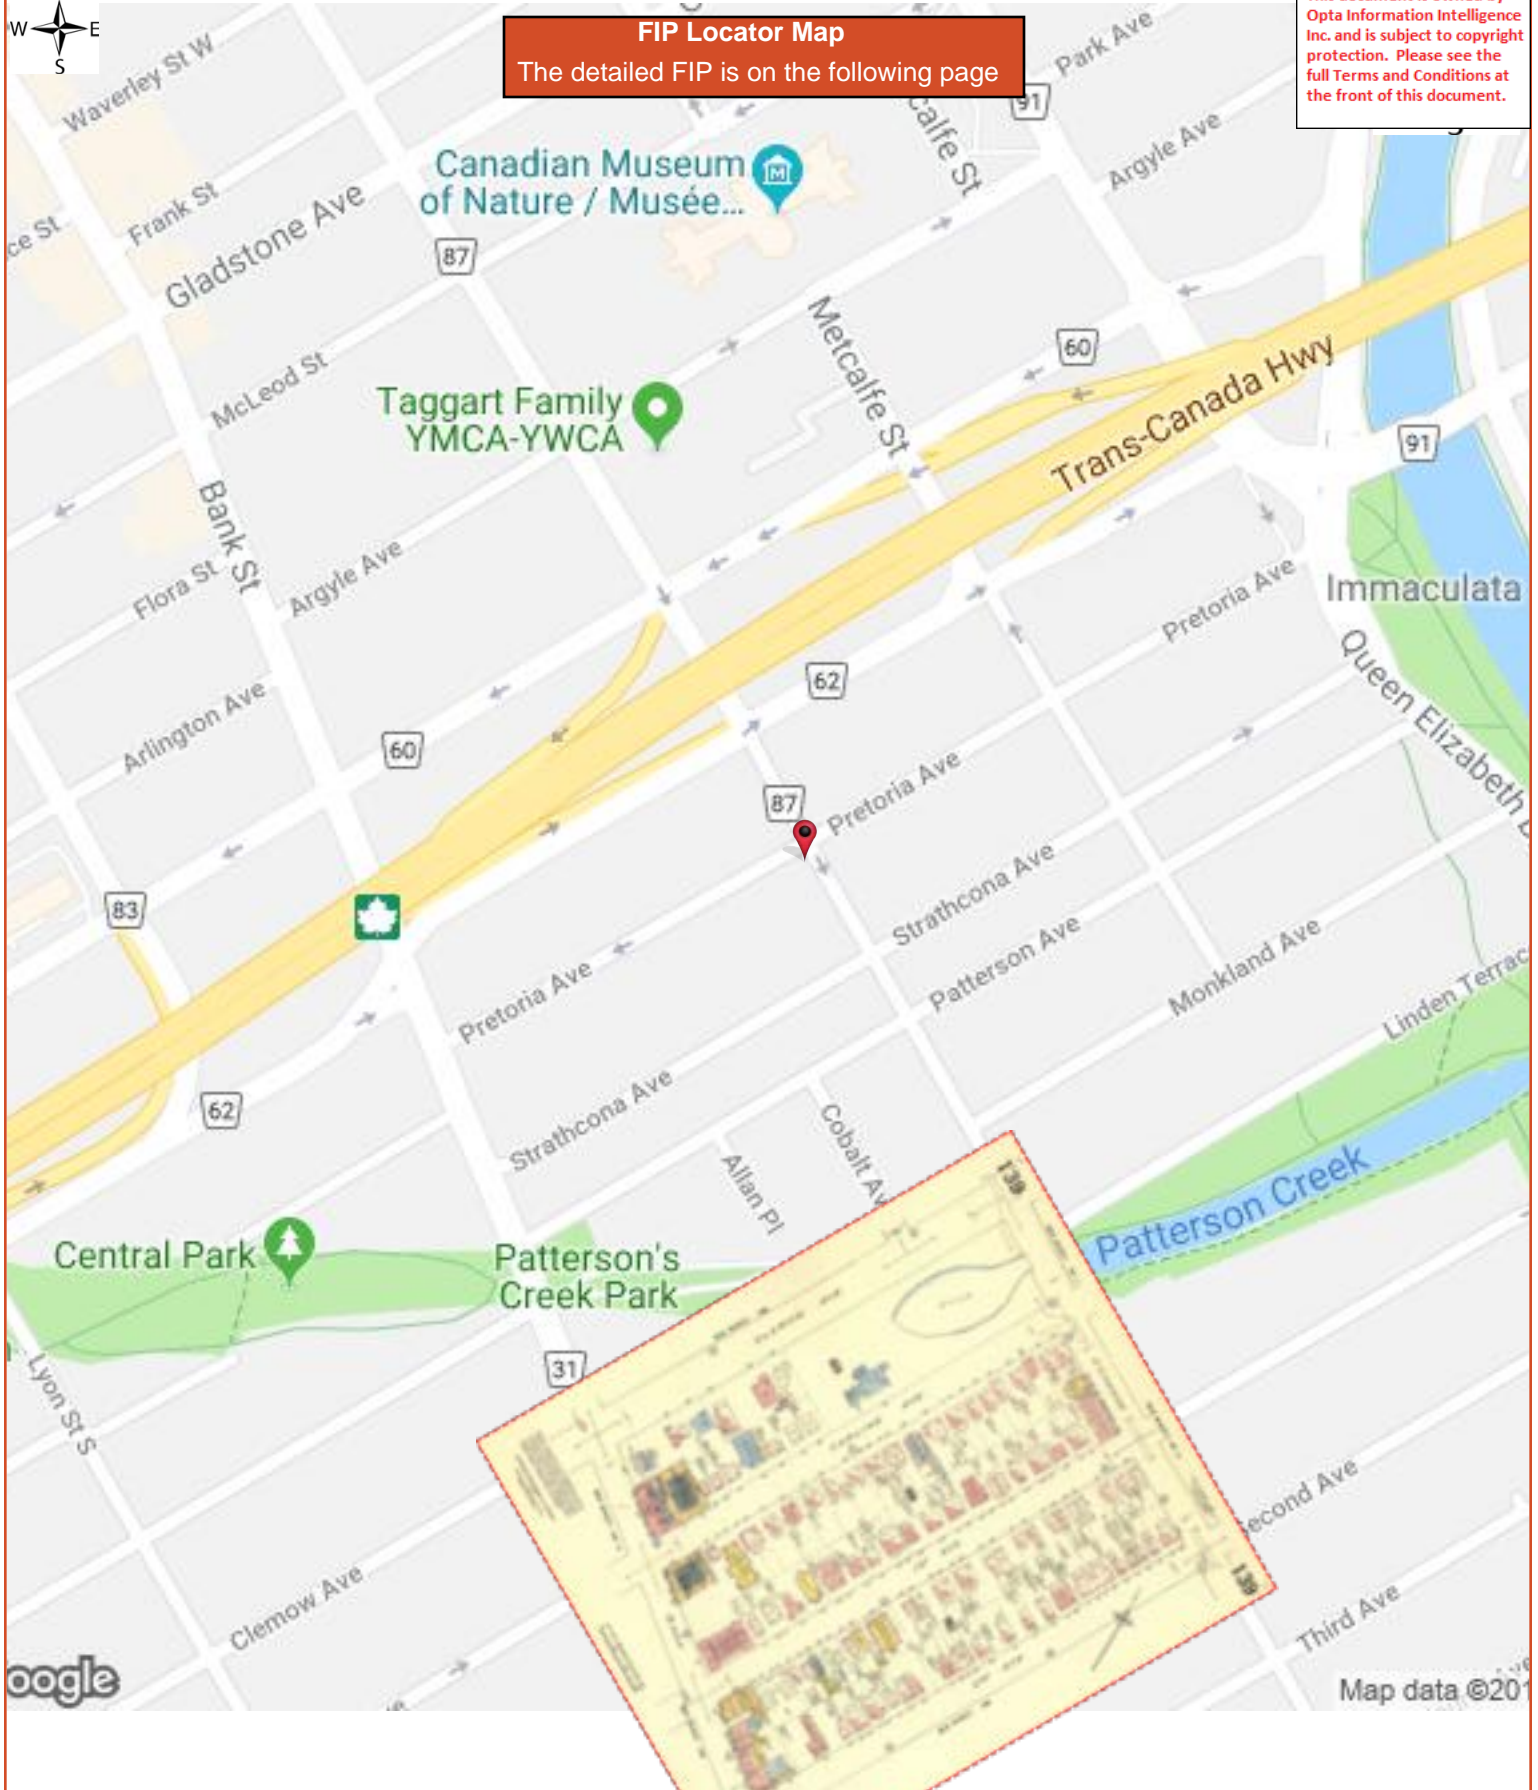 W E
S
FIP Locator Map
The detailed FIP is on the following page
Opta Information Intelligence
Inc. and is subject to copyright
protection. Please see the
full Terms and Conditions at
the front of this document.
Waverley St W
Park Ave
91
calfe St
Argyle Ave
Canadian Museum
of Nature / Musée...
Frank St
ce St
Gladstone Ave
87
Metcalfe St
60
Trans-Canada Hwy
McLeod St
Taggart Family
YMCA-YWCA
91
Bank St
Flora St
Argyle Ave
Pretoria Ave
Immaculata
Queen Elizabeth D
62
Arlington Ave
60
87
Pretoria Ave
83
Strathcona Ave
Patterson Ave
Monkland Ave
Pretoria Ave
Linden Terrac
62
Strathcona Ave
Cobalt Av
Allan Pl
139
Patterson Creek
Central Park
Patterson's
Creek Park
31
Lyon St S
Second Ave
139
Clemow Ave
Third Ave
oogle
Map data ©201